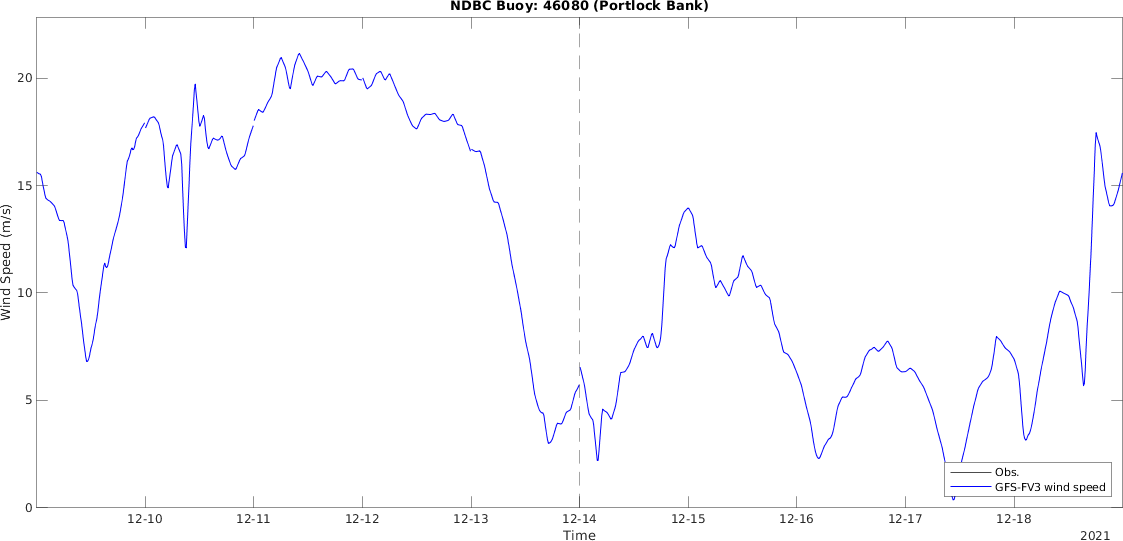 NDBC Buoy: 46080 (Portlock Bank)
Wind Speed (m/s)
20
15
10
5
0
12-10 12-11 12-12 12-13 12-14 12-15 12-16 12-17 12-18
Time
2021
Obs.
GFS-FV3 wind speed